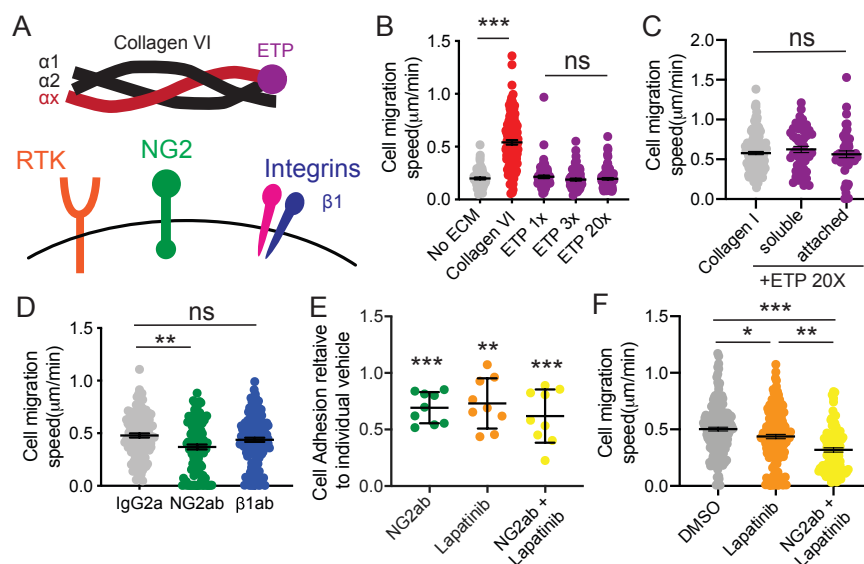 A
Collagen VI
ETP
α1
α2
αx
RTK
NG2
Integrins
β1
B
Cell migration
speed(μm/min)
1.5
1.0
0.5
0.0
***
ns
No ECM
Collagen VI
ETP 1x
ETP 3x
ETP 20x
C
Cell migration
speed(μm/min)
1.5
1.0
0.5
0.0
ns
Collagen I
soluble
attached
+ETP 20X
D
Cell migration
speed(μm/min)
1.5
1.0
0.5
0.0
ns
**
IgG2a
NG2ab
β1ab
E
Cell Adhesion reltaive
to individual vehicle
1.5
1.0
0.5
0.0
***
**
***
NG2ab
Lapatinib
NG2ab +
Lapatinib
F
Cell migration
speed(μm/min)
1.5
1.0
0.5
0.0
***
*
**
DMSO
Lapatinib
NG2ab +
Lapatinib